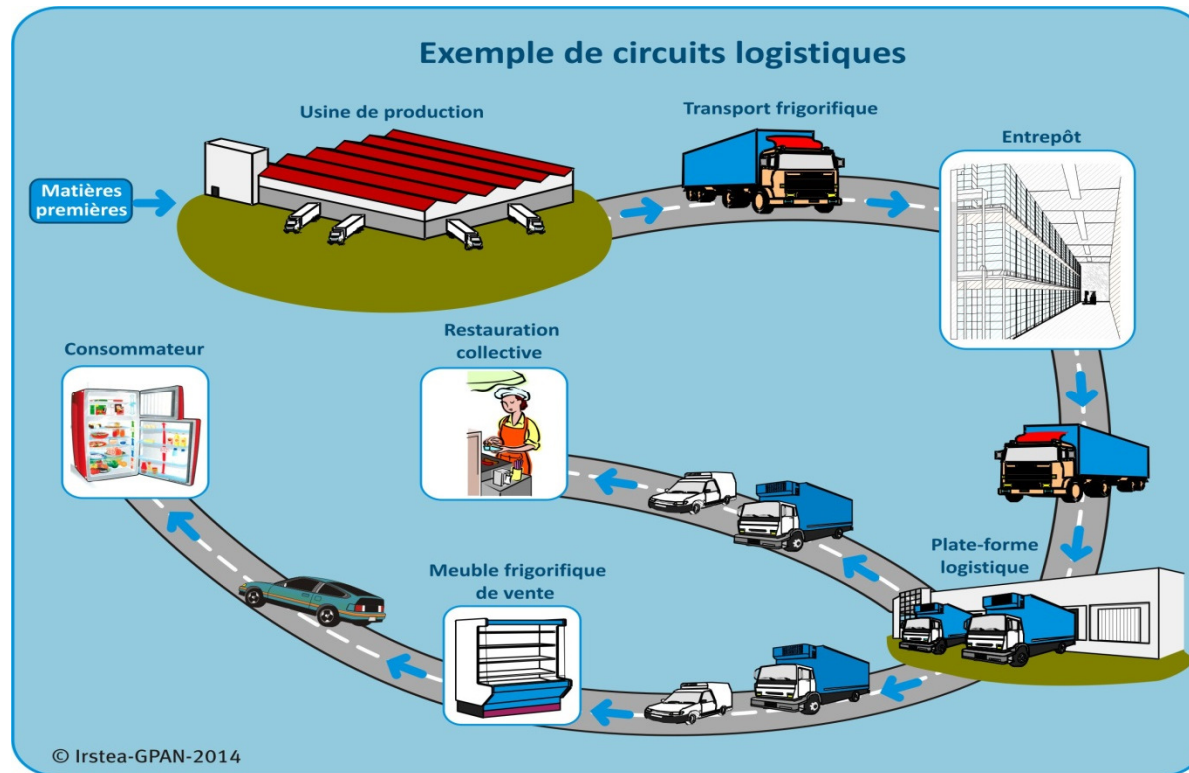 Exemple de circuits logistiques
Usine de production
Transport frigorifique
Entrepôt
Matières
premières
Restauration
collective
Consommateur
Plate-forme
logistique
Meuble frigorifique
de vente
© Irstea-GPAN-2014